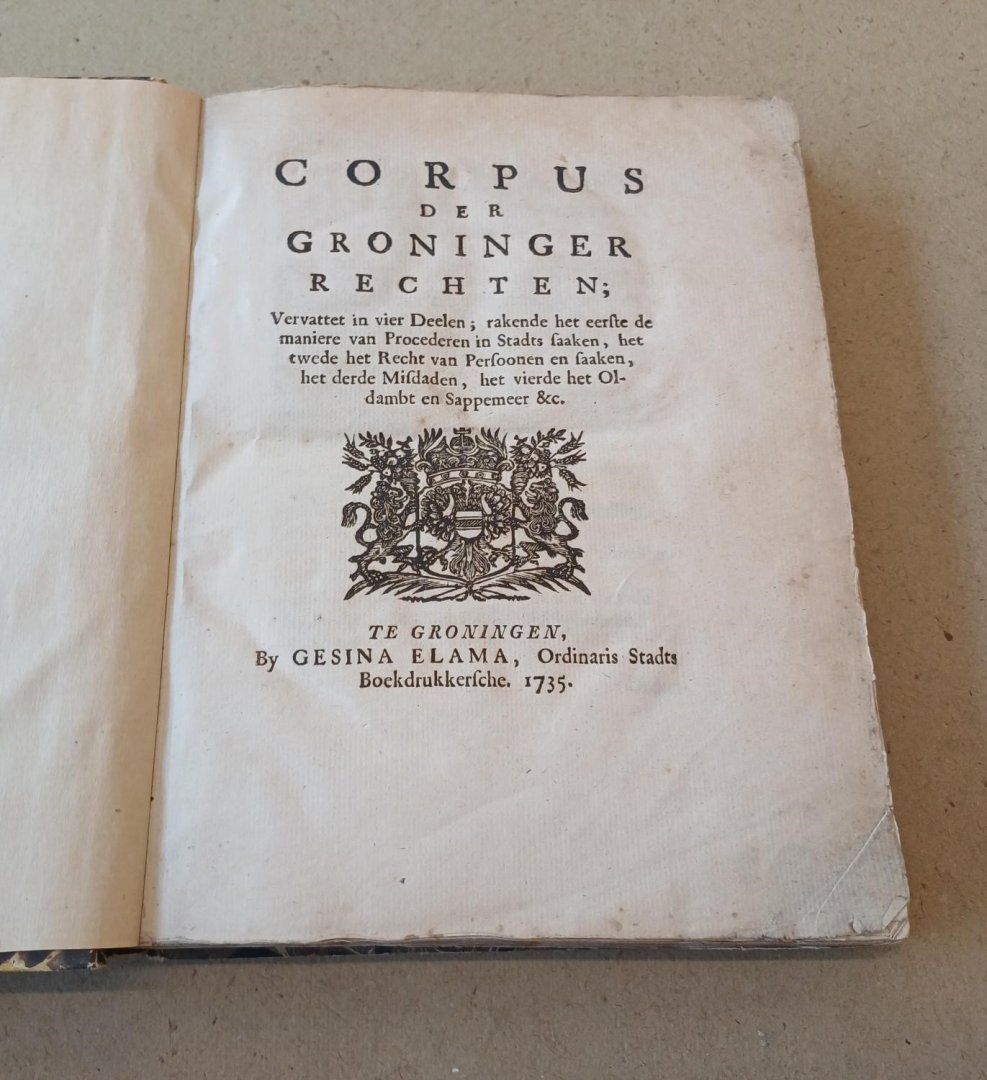 CORPUS
DER
GRONINGER
RECHTEN;
Vervattet in vier Deelen; rakende het eerſte de
maniere van Procederen in Stadts ſaaken, het
twede het Recht van Perſoonen en ſaaken,
het derde Miſdaden, het vierde het Ol-
dambt en Sappemeer &c.
TE GRONINGEN,
By GESINA ELAMA, Ordinaris Stadts
Boekdrukkerſche. 1735.